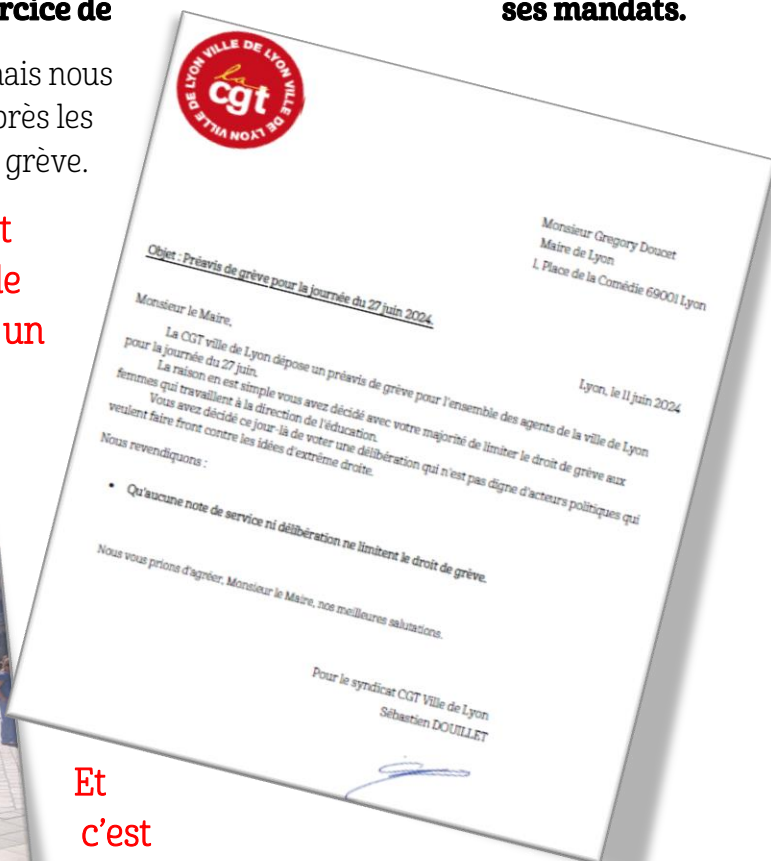 rcice de ses mandats.
nais nous
orès les
grève.
t
le
un
VILLE DE LYON VILLE DE LYON VILLE DE LYON
la
cgt
Monsieur Gregory Doucet
Maire de Lyon
1, Place de la Comédie 69001 Lyon
Objet : Préavis de grève pour la journée du 27 juin 2024.
Lyon, le 11 juin 2024
Monsieur le Maire,
La CGT ville de Lyon dépose un préavis de grève pour l'ensemble des agents de la ville de Lyon
pour la journée du 27 juin.
La raison en est simple vous avez décidé avec votre majorité de limiter le droit de grève aux
femmes qui travaillent à la direction de l'éducation.
Vous avez décidé ce jour-là de voter une délibération qui n'est pas digne d'acteurs politiques qui
veulent faire front contre les idées d'extrême droite.
Nous revendiquons :
• Qu'aucune note de service ni délibération ne limitent le droit de grève.
Nous vous prions d'agréer, Monsieur le Maire, nos meilleures salutations.
Pour le syndicat CGT Ville de Lyon
Sébastien DOUILLET
Et
c'est